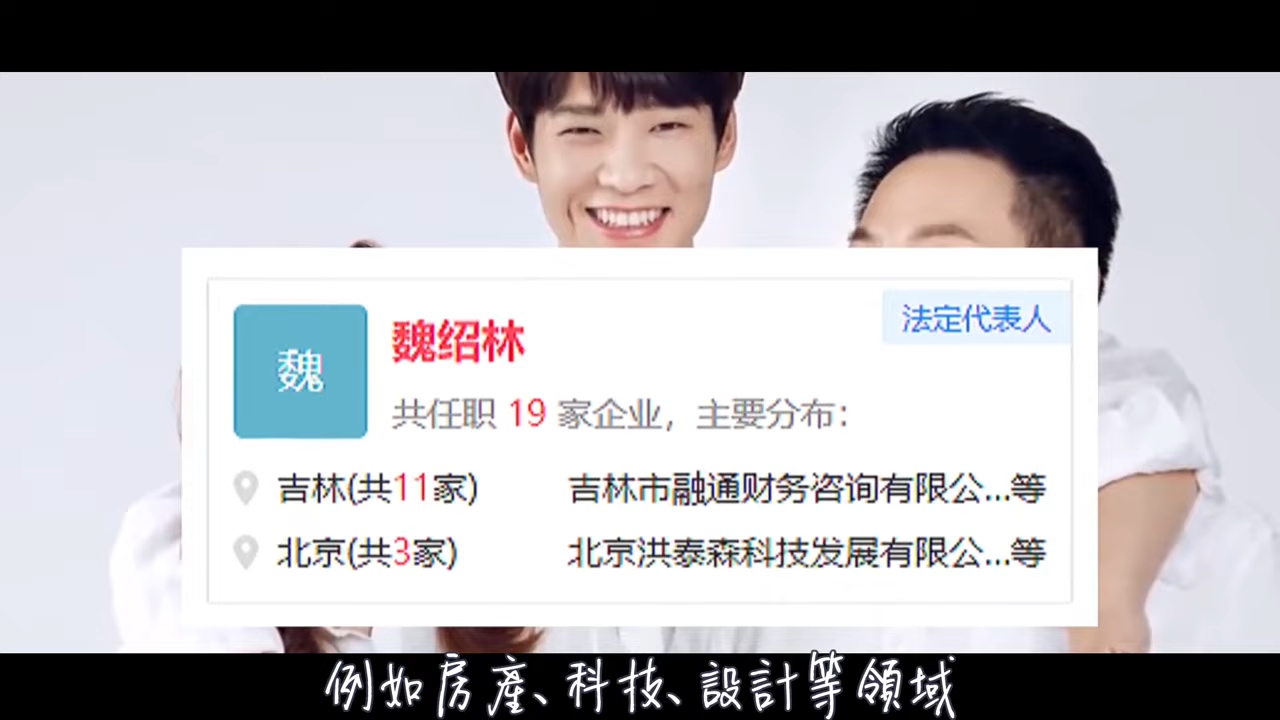 魏
魏绍林
法定代表人
共任职 19 家企业，主要分布：
吉林(共11家) 吉林市融通财务咨询有限公...等
北京(共3家) 北京洪泰森科技发展有限公...等
例如房產、科技、設計等領域